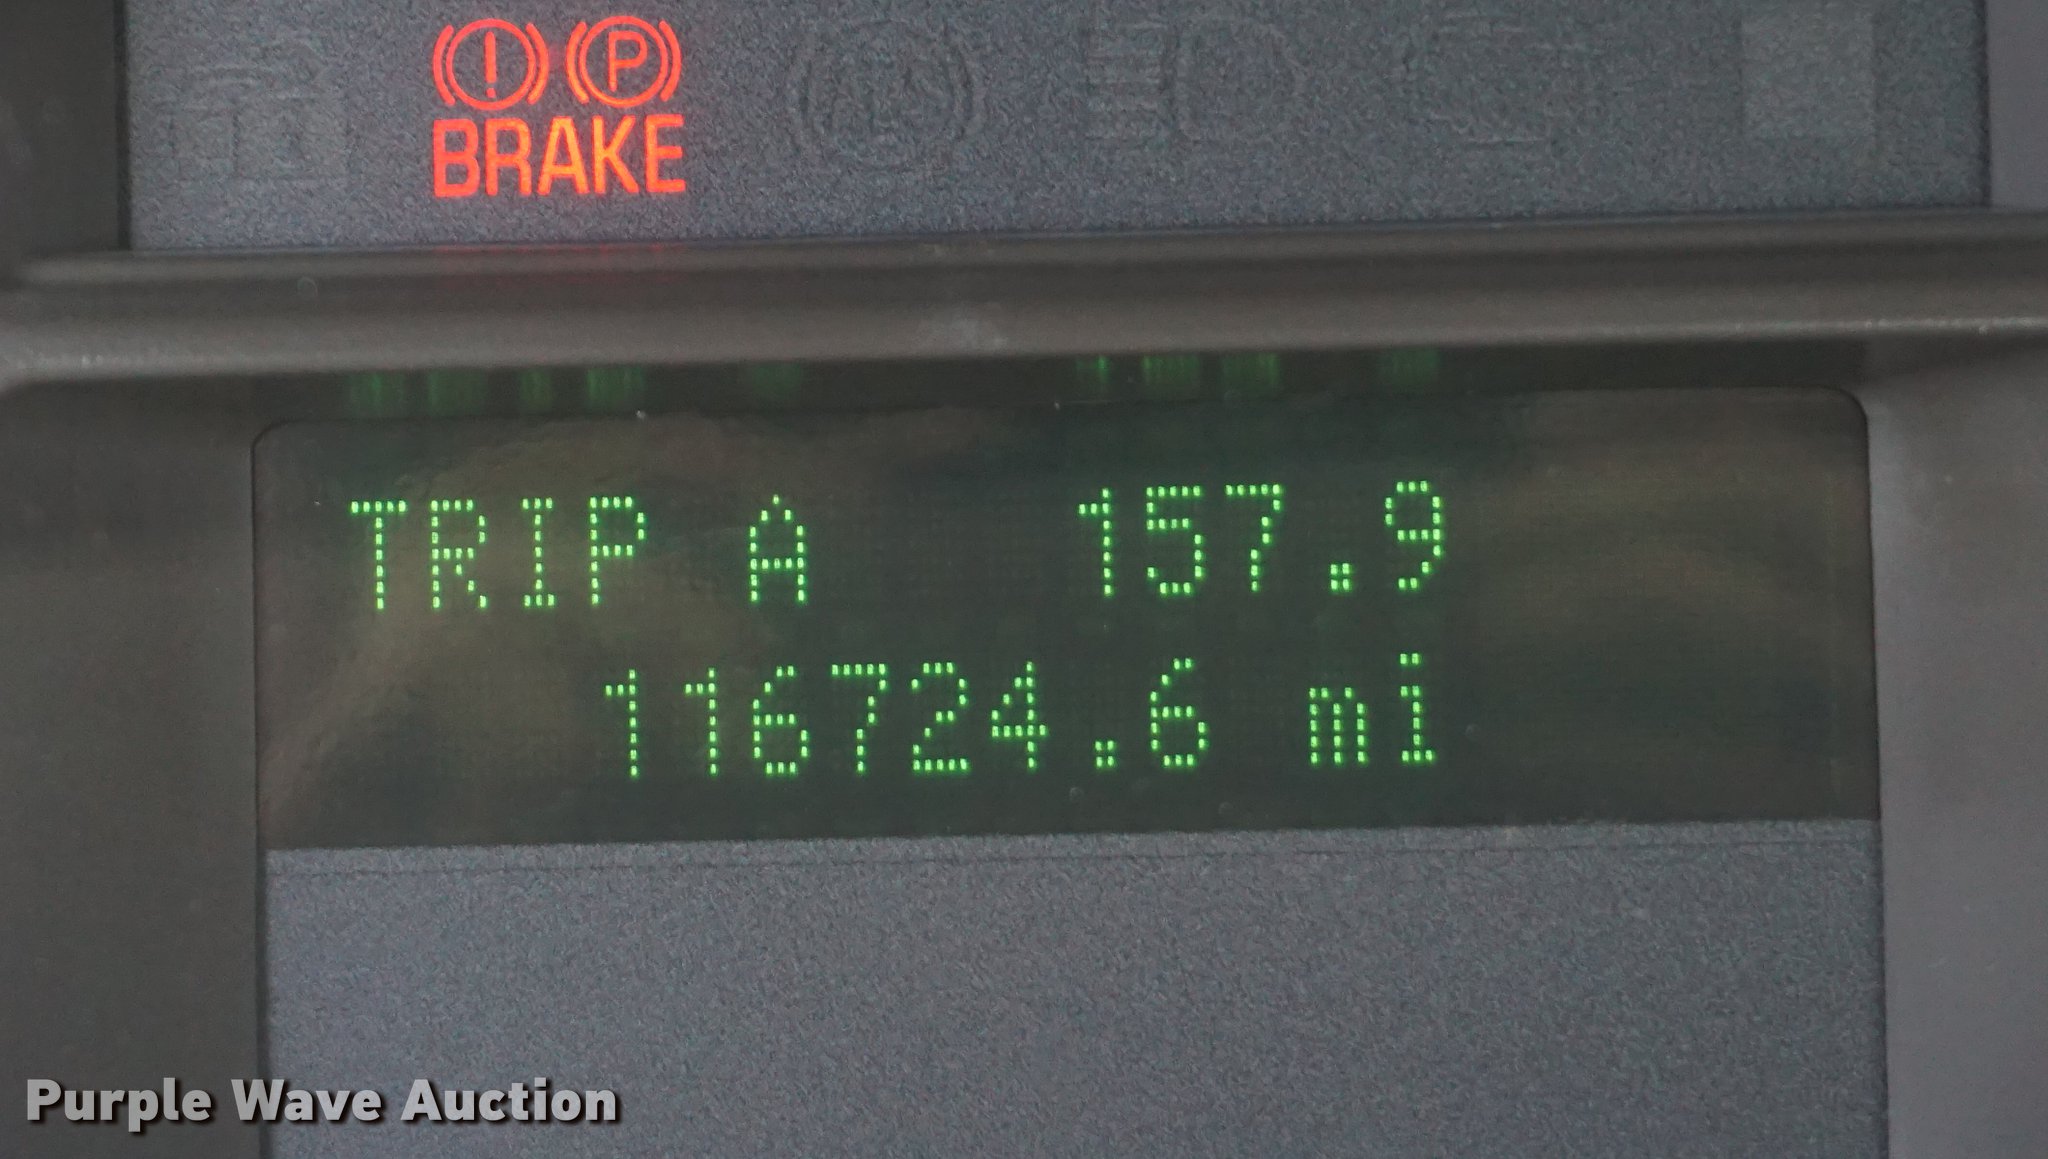 BRAKE
TRIP A 157.9
116724.6 mi
Purple Wave Auction